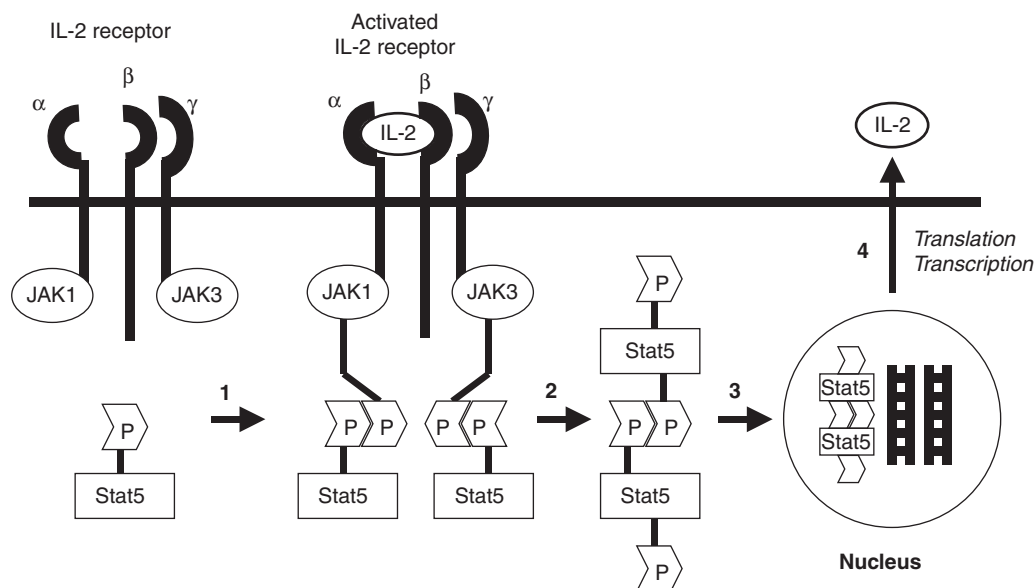 IL-2 receptor
α
β
γ
JAK1
JAK3
P
Stat5
1
Activated
IL-2 receptor
α
β
γ
IL-2
JAK1
JAK3
P P
P P
Stat5
Stat5
2
P
Stat5
P P
Stat5
P
3
IL-2
4
Translation
Transcription
Stat5
Stat5
Nucleus